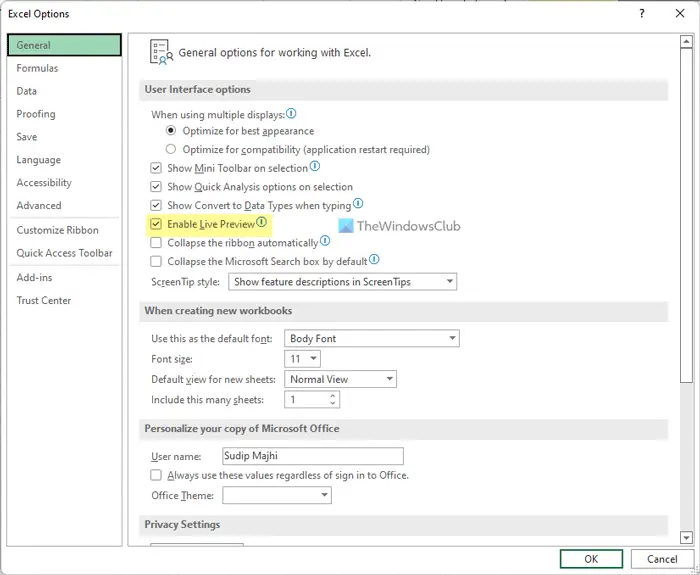 Excel Options
?
General
Formulas
Data
Proofing
Save
Language
Accessibility
Advanced
Customize Ribbon
Quick Access Toolbar
Add-ins
Trust Center
General options for working with Excel.
User Interface options
When using multiple displays:
Optimize for best appearance
Optimize for compatibility (application restart required)
Show Mini Toolbar on selection
Show Quick Analysis options on selection
Show Convert to Data Types when typing
Enable Live Preview
TheWindowsClub
Collapse the ribbon automatically
Collapse the Microsoft Search box by default
ScreenTip style: Show feature descriptions in ScreenTips
When creating new workbooks
Use this as the default font: Body Font
Font size: 11
Default view for new sheets: Normal View
Include this many sheets: 1
Personalize your copy of Microsoft Office
User name: Sudip Majhi
Always use these values regardless of sign in to Office.
Office Theme:
Privacy Settings
OK Cancel